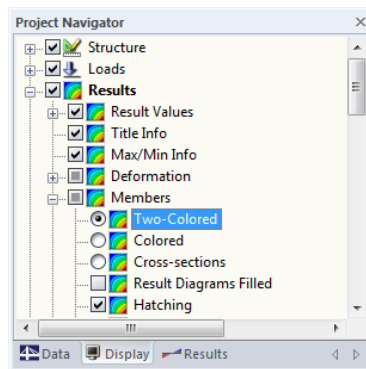 Project Navigator
Structure
Loads
Results
Result Values
Title Info
Max/Min Info
Deformation
Members
Two-Colored
Colored
Cross-sections
Result Diagrams Filled
Hatching
Data Display Results